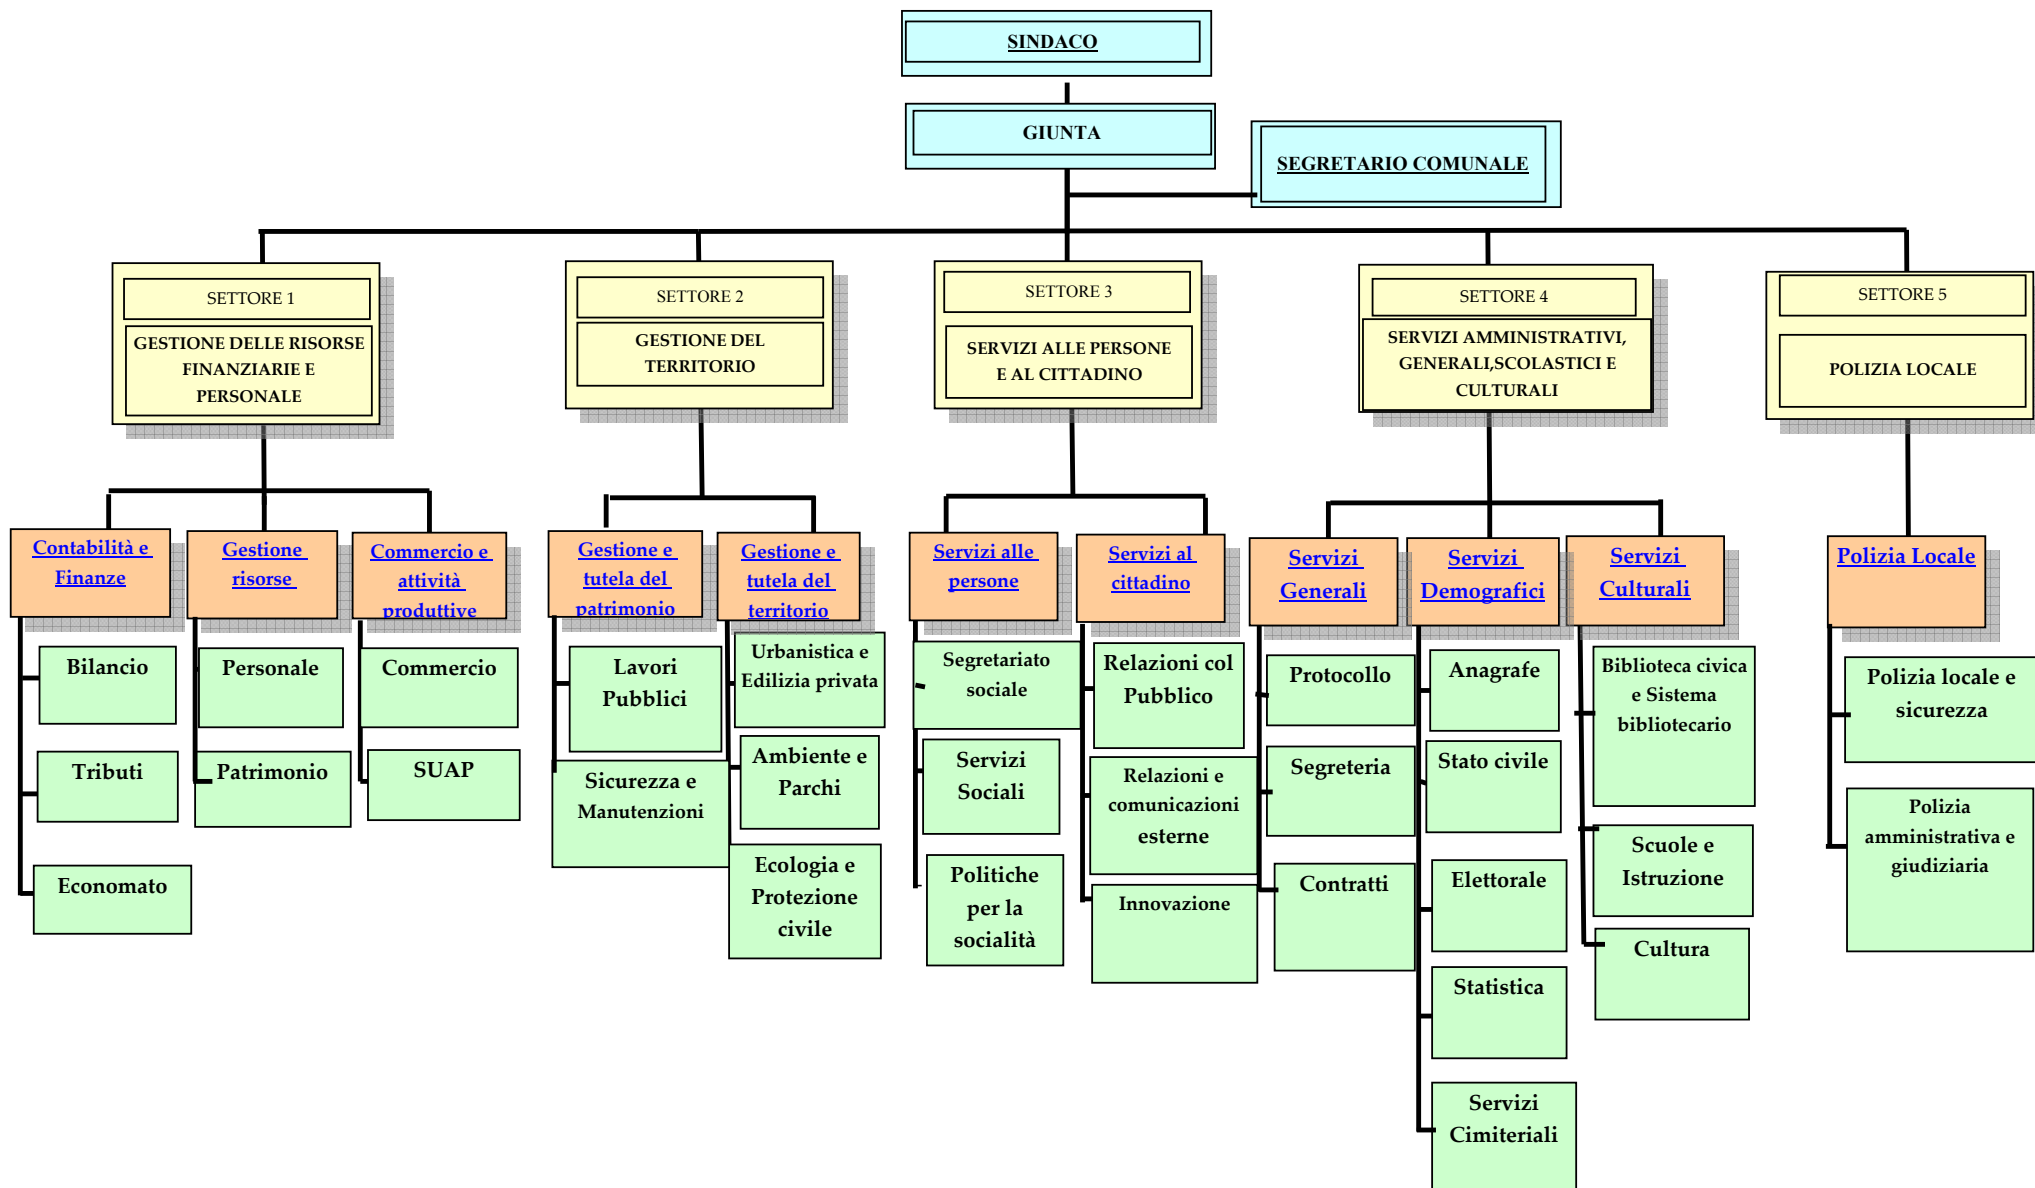 SINDACO
GIUNTA
SEGRETARIO COMUNALE
SETTORE 1
GESTIONE DELLE RISORSE
FINANZIARIE E
PERSONALE
SETTORE 2
GESTIONE DEL
TERRITORIO
SETTORE 3
SERVIZI ALLE PERSONE
E AL CITTADINO
SETTORE 4
SERVIZI AMMINISTRATIVI,
GENERALI,SCOLASTICI E
CULTURALI
SETTORE 5
POLIZIA LOCALE
Contabilità e
Finanze
Gestione
risorse
Commercio e
attività
produttive
Gestione e
tutela del
patrimonio
Gestione e
tutela del
territorio
Servizi alle
persone
Servizi al
cittadino
Servizi
Generali
Servizi
Demografici
Servizi
Culturali
Polizia Locale
Bilancio
Tributi
Economato
Personale
Patrimonio
Commercio
SUAP
Lavori
Pubblici
Sicurezza e
Manutenzioni
Urbanistica e
Edilizia privata
Ambiente e
Parchi
Ecologia e
Protezione
civile
Segretariato
sociale
Servizi
Sociali
Politiche
per la
socialità
Relazioni col
Pubblico
Relazioni e
comunicazioni
esterne
Innovazione
Protocollo
Segreteria
Contratti
Anagrafe
Stato civile
Elettorale
Statistica
Servizi
Cimiteriali
Biblioteca civica
e Sistema
bibliotecario
Scuole e
Istruzione
Cultura
Polizia locale e
sicurezza
Polizia
amministrativa e
giudiziaria